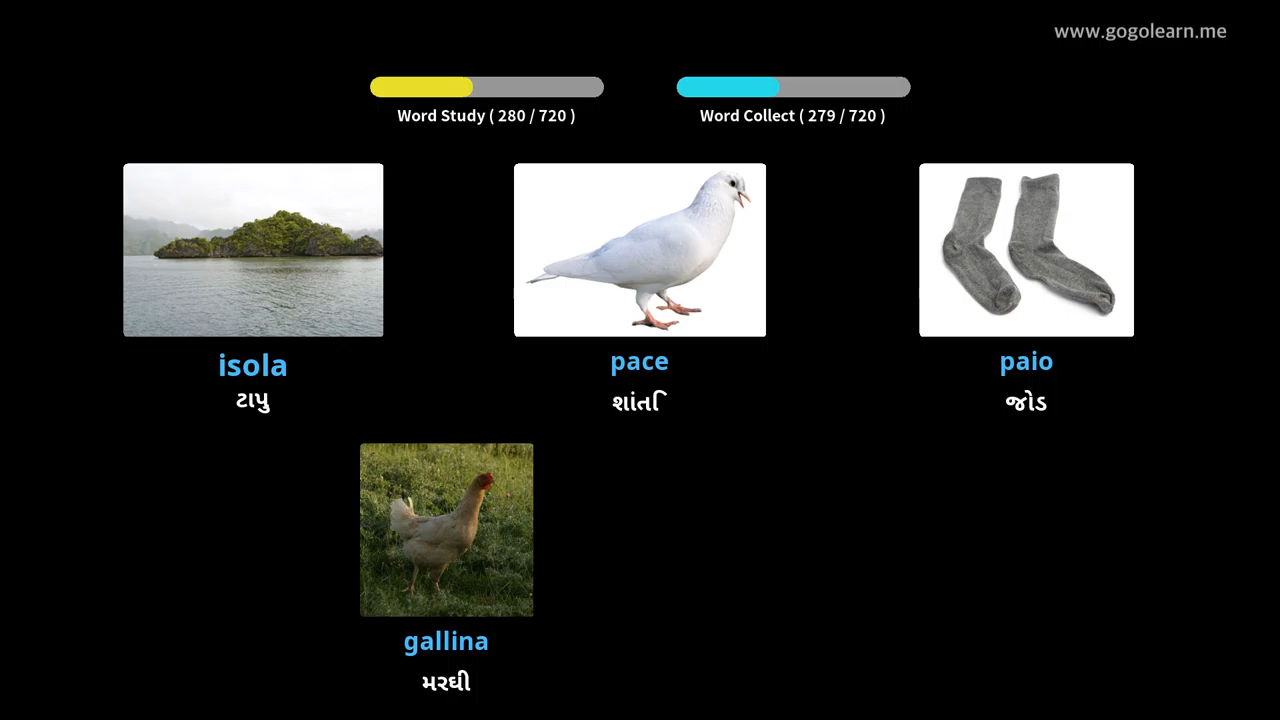 www.gogolearn.me
Word Study ( 280 / 720 )
Word Collect ( 279 / 720 )
isola
ટાપુ
pace
શાંતિ
paio
જોડ
gallina
મરઘી